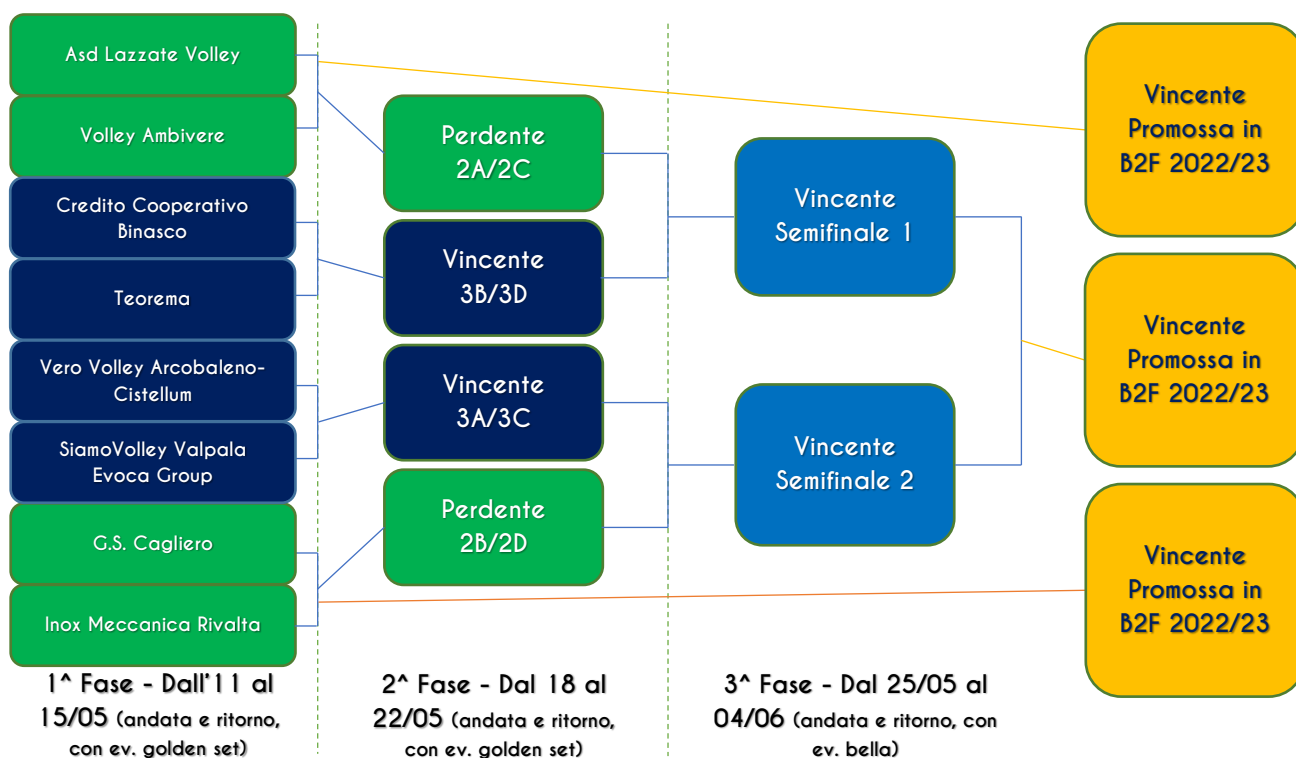 Asd Lazzate Volley
Volley Ambivere
Credito Cooperativo
Binasco
Teorema
Vero Volley Arcobaleno-
Cistellum
SiamoVolley Valpala
Evoca Group
G.S. Cagliero
Inox Meccanica Rivalta
1^ Fase - Dall'11 al
15/05 (andata e ritorno,
con ev. golden set)
Perdente
2A/2C
Vincente
3B/3D
Vincente
3A/3C
Perdente
2B/2D
2^ Fase - Dal 18 al
22/05 (andata e ritorno,
con ev. golden set)
Vincente
Semifinale 1
Vincente
Semifinale 2
3^ Fase - Dal 25/05 al
04/06 (andata e ritorno, con
ev. bella)
Vincente
Promossa in
B2F 2022/23
Vincente
Promossa in
B2F 2022/23
Vincente
Promossa in
B2F 2022/23